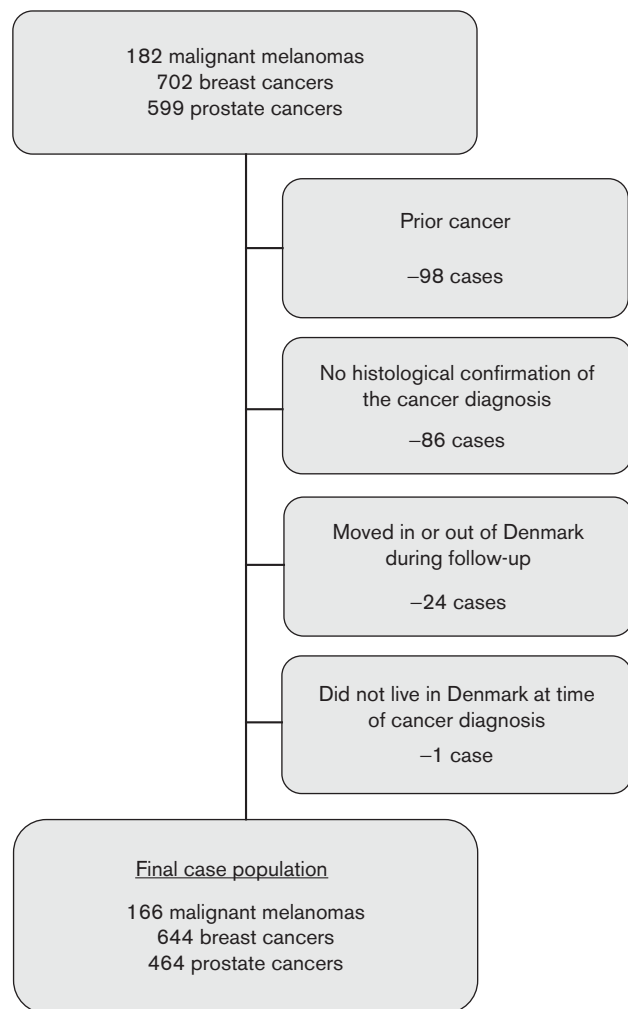 182 malignant melanomas
702 breast cancers
599 prostate cancers
Prior cancer
–98 cases
No histological confirmation of
the cancer diagnosis
–86 cases
Moved in or out of Denmark
during follow-up
–24 cases
Did not live in Denmark at time
of cancer diagnosis
–1 case
Final case population
166 malignant melanomas
644 breast cancers
464 prostate cancers